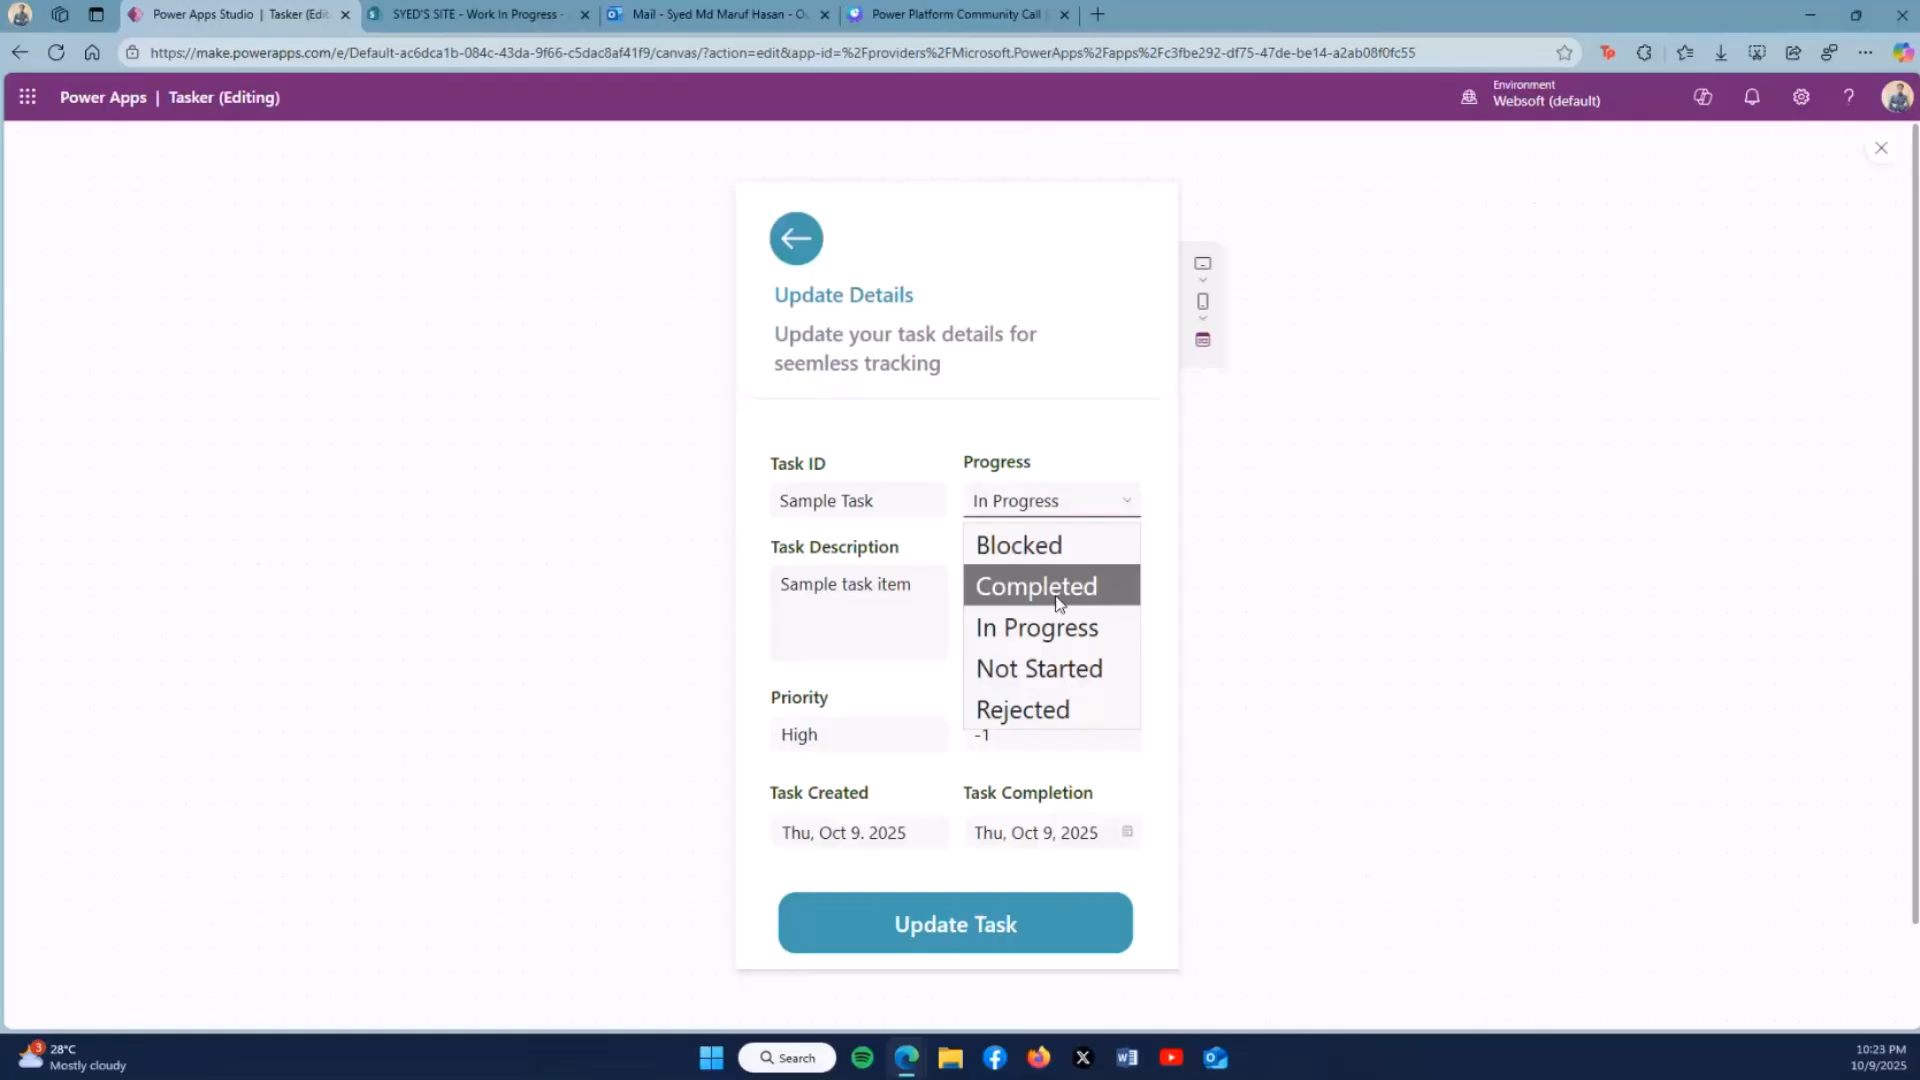 Power Apps Studio | Tasker (Edit
SYED'S SITE - Work In Progress -
Mail - Syed Md Maruf Hasan - O
Power Platform Community Call
https://make.powerapps.com/e/Default-ac6dca1b-084c-43da-9f66-c5dac8af41f9/canvas/?action=edit&app-id=%2Fproviders%2FMicrosoft.PowerApps%2Fapps%2Fc3fbe292-df75-47de-be14-a2ab08f0fc55
Power Apps | Tasker (Editing)
Environment
Websoft (default)
Update Details
Update your task details for
seemless tracking
Task ID
Progress
Sample Task
In Progress
Task Description
Blocked
Sample task item
Completed
In Progress
Not Started
Priority
Rejected
High
-1
Task Created
Task Completion
Thu, Oct 9. 2025
Thu, Oct 9, 2025
Update Task
3
28°C
Mostly cloudy
Search
10:23 PM
10/9/2025